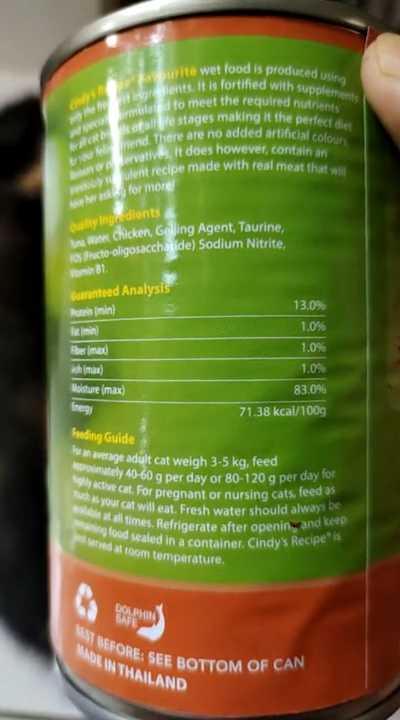 Cindy's Recipe® Favourite wet food is produced using
only the freshest ingredients. It is fortified with supplements
and specially formulated to meet the required nutrients
for all cat breeds of all life stages making it the perfect diet
for your feline friend. There are no added artificial colours,
flavours or preservatives. It does however, contain an
irresistibly succulent recipe made with real meat that will
have her asking for more!
Quality Ingredients
Tuna, Water, Chicken, Gelling Agent, Taurine,
FOS (Fructo-oligosaccharide) Sodium Nitrite,
Vitamin B1.
Guaranteed Analysis
Protein (min) 13.0%
Fat (min) 1.0%
Fiber (max) 1.0%
Ash (max) 1.0%
Moisture (max) 83.0%
Energy 71.38 kcal/100g
Feeding Guide
For an average adult cat weigh 3-5 kg, feed
approximately 40-60 g per day or 80-120 g per day for
highly active cat. For pregnant or nursing cats, feed as
much as your cat will eat. Fresh water should always be
available at all times. Refrigerate after opening and keep
remaining food sealed in a container. Cindy's Recipe® is
best served at room temperature.
DOLPHIN
SAFE
BEST BEFORE: SEE BOTTOM OF CAN
MADE IN THAILAND